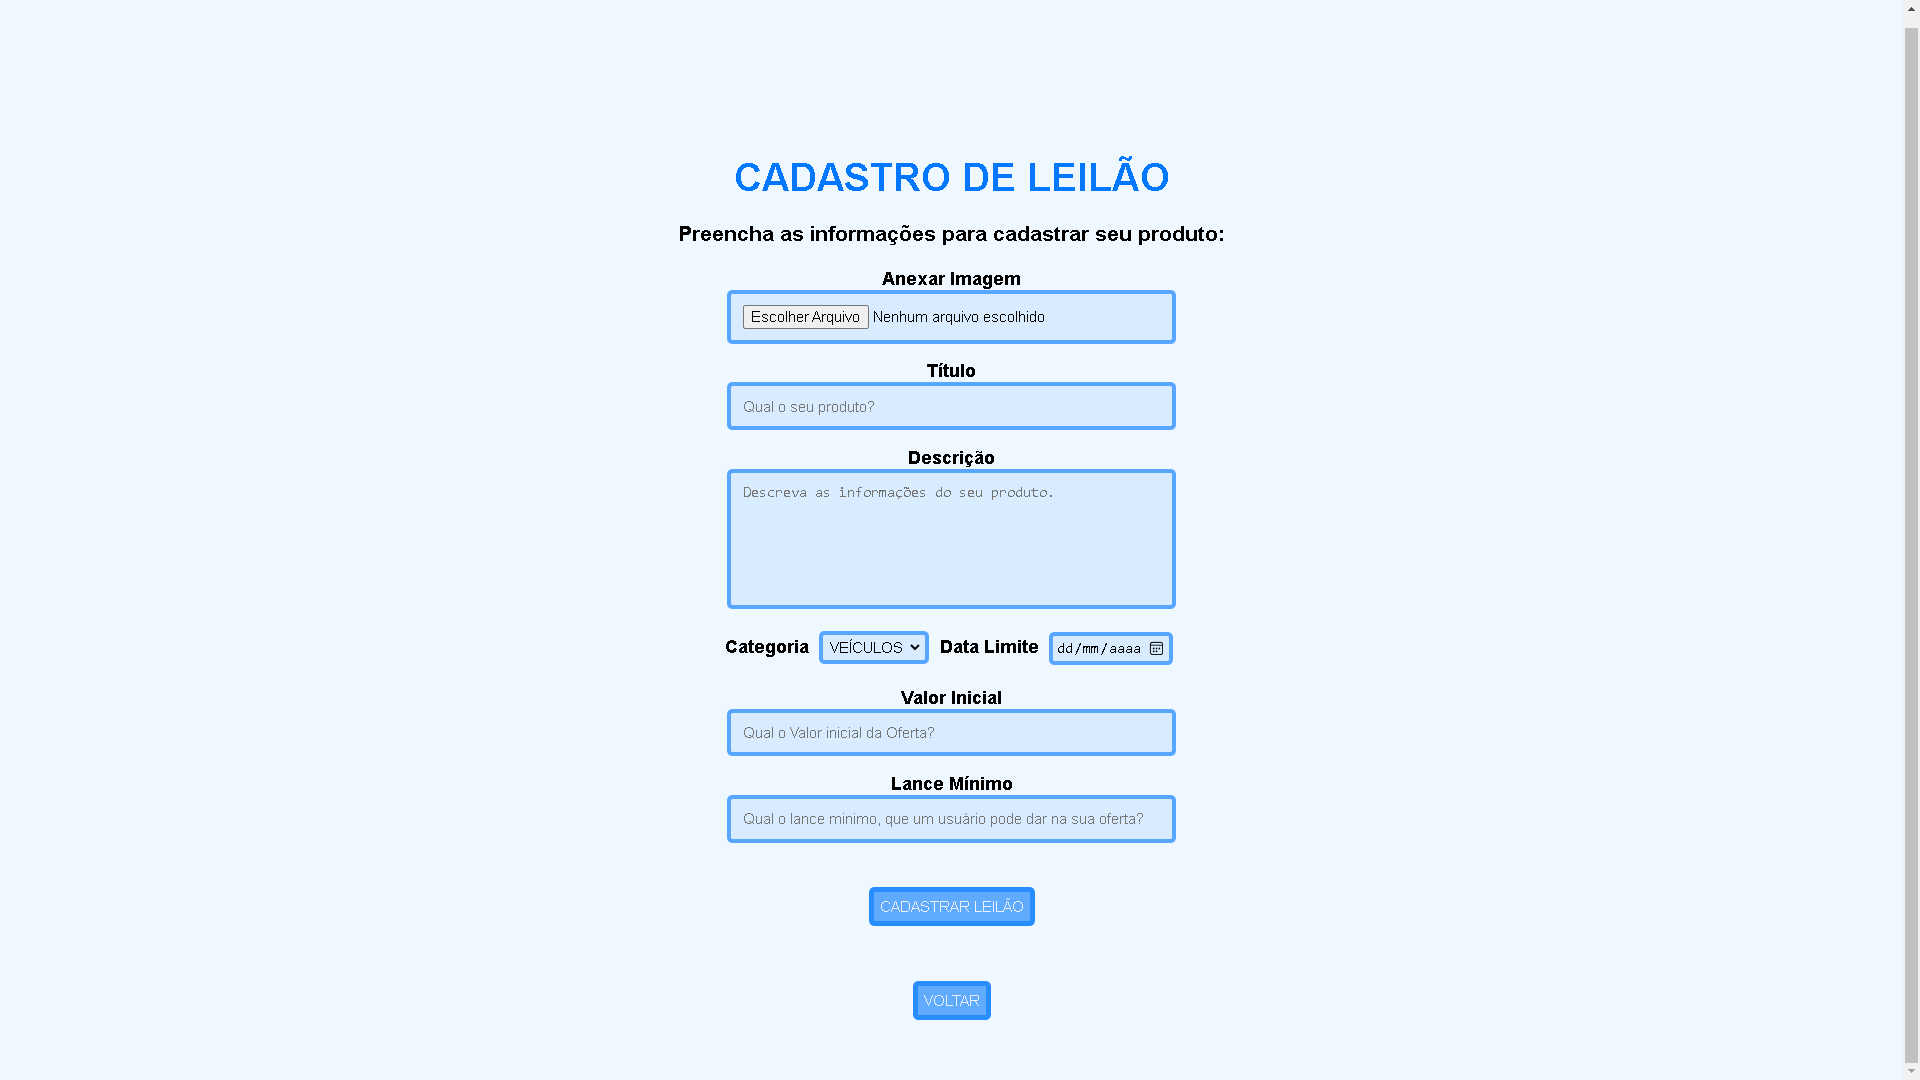 CADASTRO DE LEILÃO
Preencha as informações para cadastrar seu produto:
Anexar Imagem
Escolher Arquivo Nenhum arquivo escolhido
Título
Qual o seu produto?
Descrição
Descreva as informações do seu produto.
Categoria VEÍCULOS Data Limite dd/mm/aaaa
Valor Inicial
Qual o Valor inicial da Oferta?
Lance Mínimo
Qual o lance minimo, que um usuário pode dar na sua oferta?
CADASTRAR LEILÃO
VOLTAR